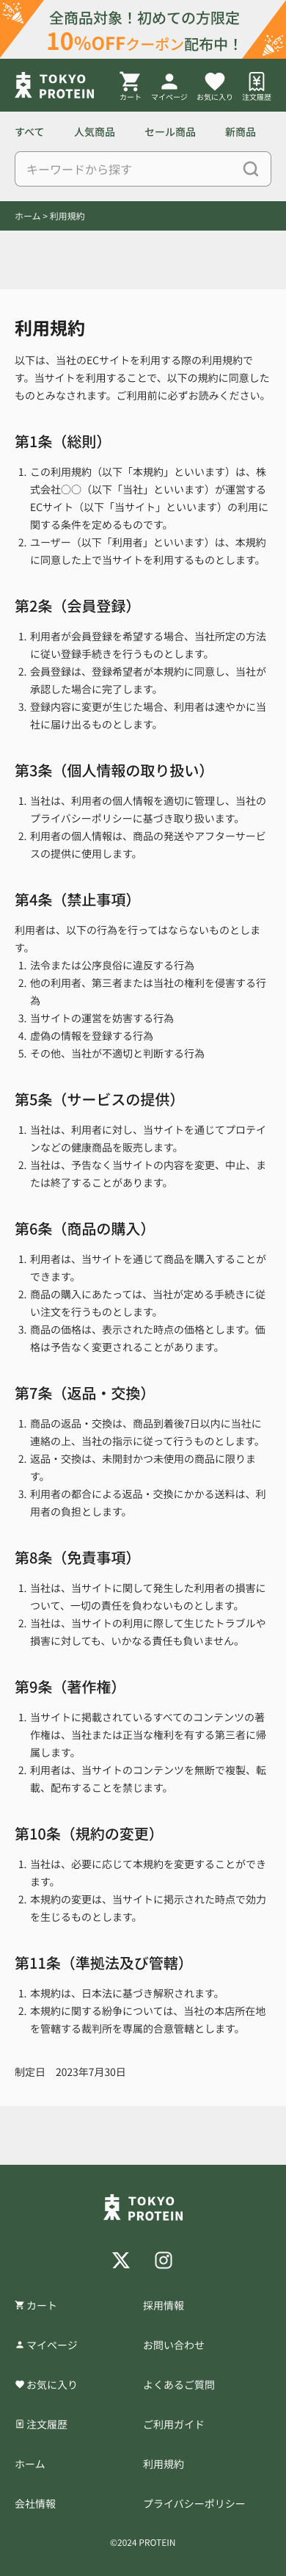 全商品対象！初めての方限定
10%OFFクーポン配布中！
TOKYO
PROTEIN
カート マイページ お気に入り 注文履歴
すべて 人気商品 セール商品 新商品
キーワードから探す
ホーム > 利用規約
利用規約
以下は、当社のECサイトを利用する際の利用規約で
す。当サイトを利用することで、以下の規約に同意した
ものとみなされます。ご利用前に必ずお読みください。
第1条（総則）
1. この利用規約（以下「本規約」といいます）は、株
式会社〇〇（以下「当社」といいます）が運営する
ECサイト（以下「当サイト」といいます）の利用に
関する条件を定めるものです。
2. ユーザー（以下「利用者」といいます）は、本規約
に同意した上で当サイトを利用するものとします。
第2条（会員登録）
1. 利用者が会員登録を希望する場合、当社所定の方法
に従い登録手続きを行うものとします。
2. 会員登録は、登録希望者が本規約に同意し、当社が
承認した場合に完了します。
3. 登録内容に変更が生じた場合、利用者は速やかに当
社に届け出るものとします。
第3条（個人情報の取り扱い）
1. 当社は、利用者の個人情報を適切に管理し、当社の
プライバシーポリシーに基づき取り扱います。
2. 利用者の個人情報は、商品の発送やアフターサービ
スの提供に使用します。
第4条（禁止事項）
利用者は、以下の行為を行ってはならないものとしま
す。
1. 法令または公序良俗に違反する行為
2. 他の利用者、第三者または当社の権利を侵害する行
為
3. 当サイトの運営を妨害する行為
4. 虚偽の情報を登録する行為
5. その他、当社が不適切と判断する行為
第5条（サービスの提供）
1. 当社は、利用者に対し、当サイトを通じてプロテイ
ンなどの健康商品を販売します。
2. 当社は、予告なく当サイトの内容を変更、中止、ま
たは終了することがあります。
第6条（商品の購入）
1. 利用者は、当サイトを通じて商品を購入することが
できます。
2. 商品の購入にあたっては、当社が定める手続きに従
い注文を行うものとします。
3. 商品の価格は、表示された時点の価格とします。価
格は予告なく変更されることがあります。
第7条（返品・交換）
1. 商品の返品・交換は、商品到着後7日以内に当社に
連絡の上、当社の指示に従って行うものとします。
2. 返品・交換は、未開封かつ未使用の商品に限りま
す。
3. 利用者の都合による返品・交換にかかる送料は、利
用者の負担とします。
第8条（免責事項）
1. 当社は、当サイトに関して発生した利用者の損害に
ついて、一切の責任を負わないものとします。
2. 当社は、当サイトの利用に際して生じたトラブルや
損害に対しても、いかなる責任も負いません。
第9条（著作権）
1. 当サイトに掲載されているすべてのコンテンツの著
作権は、当社または正当な権利を有する第三者に帰
属します。
2. 利用者は、当サイトのコンテンツを無断で複製、転
載、配布することを禁じます。
第10条（規約の変更）
1. 当社は、必要に応じて本規約を変更することができ
ます。
2. 本規約の変更は、当サイトに掲示された時点で効力
を生じるものとします。
第11条（準拠法及び管轄）
1. 本規約は、日本法に基づき解釈されます。
2. 本規約に関する紛争については、当社の本店所在地
を管轄する裁判所を専属的合意管轄とします。
制定日　2023年7月30日
TOKYO
PROTEIN
カート 採用情報
マイページ お問い合わせ
お気に入り よくあるご質問
注文履歴 ご利用ガイド
ホーム 利用規約
会社情報 プライバシーポリシー
©2024 PROTEIN